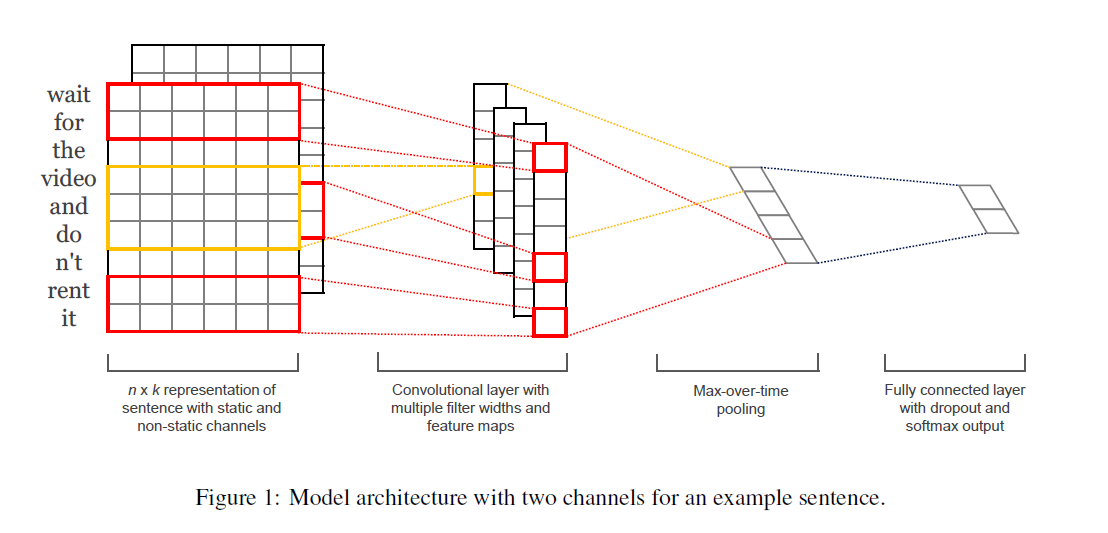 wait
for
the
video
and
do
n't
rent
it
n x k representation of
sentence with static and
non-static channels
Convolutional layer with
multiple filter widths and
feature maps
Max-over-time
pooling
Fully connected layer
with dropout and
softmax output
Figure 1: Model architecture with two channels for an example sentence.